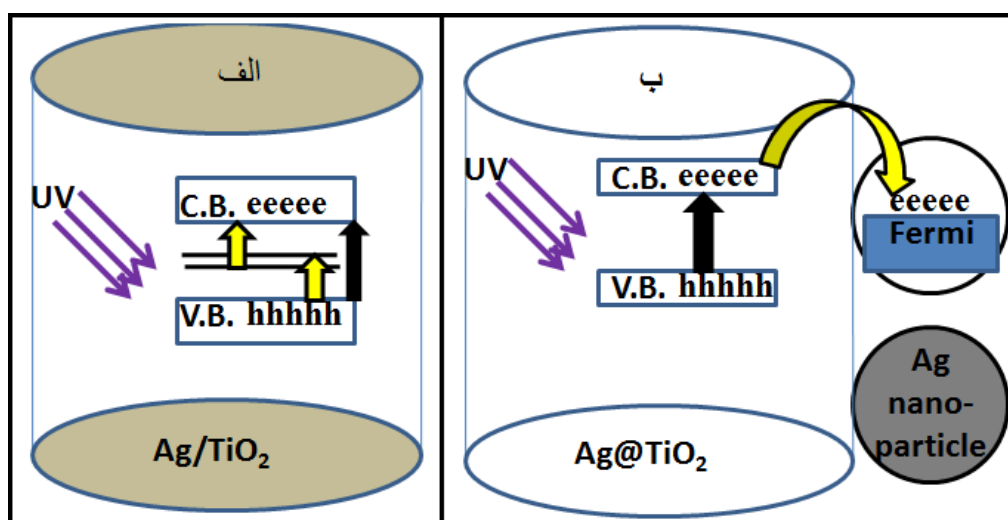 الف
UV
C.B. eeeee
V.B. hhhhh
Ag/TiO₂
ب
UV
C.B. eeeee
V.B. hhhhh
Ag@TiO₂
eeeee
Fermi
Ag
nano-
particle